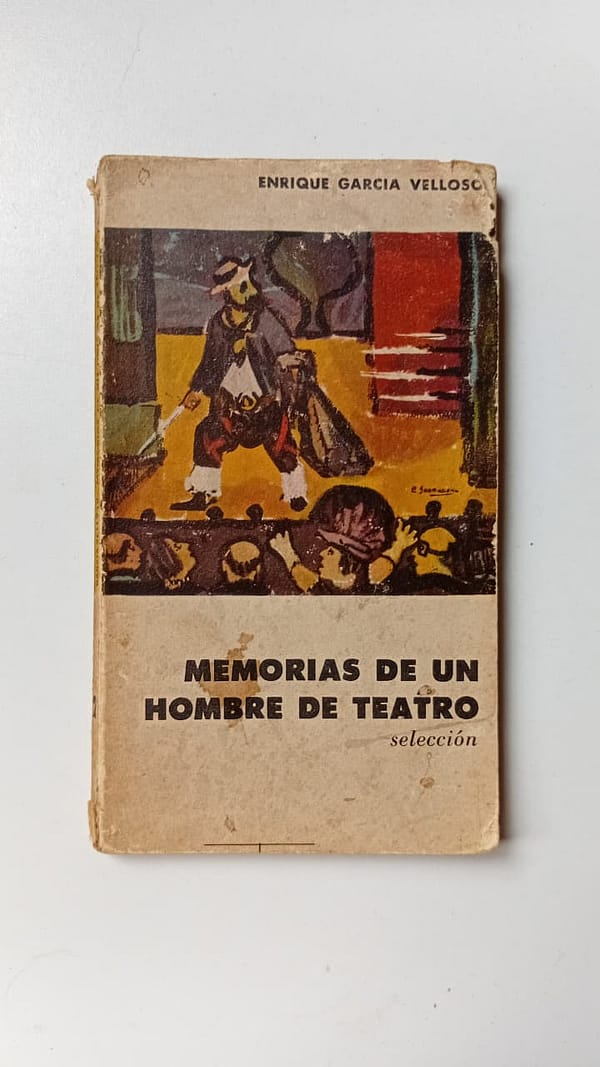 ENRIQUE GARCIA VELLOSO
MEMORIAS DE UN
HOMBRE DE TEATRO
selección